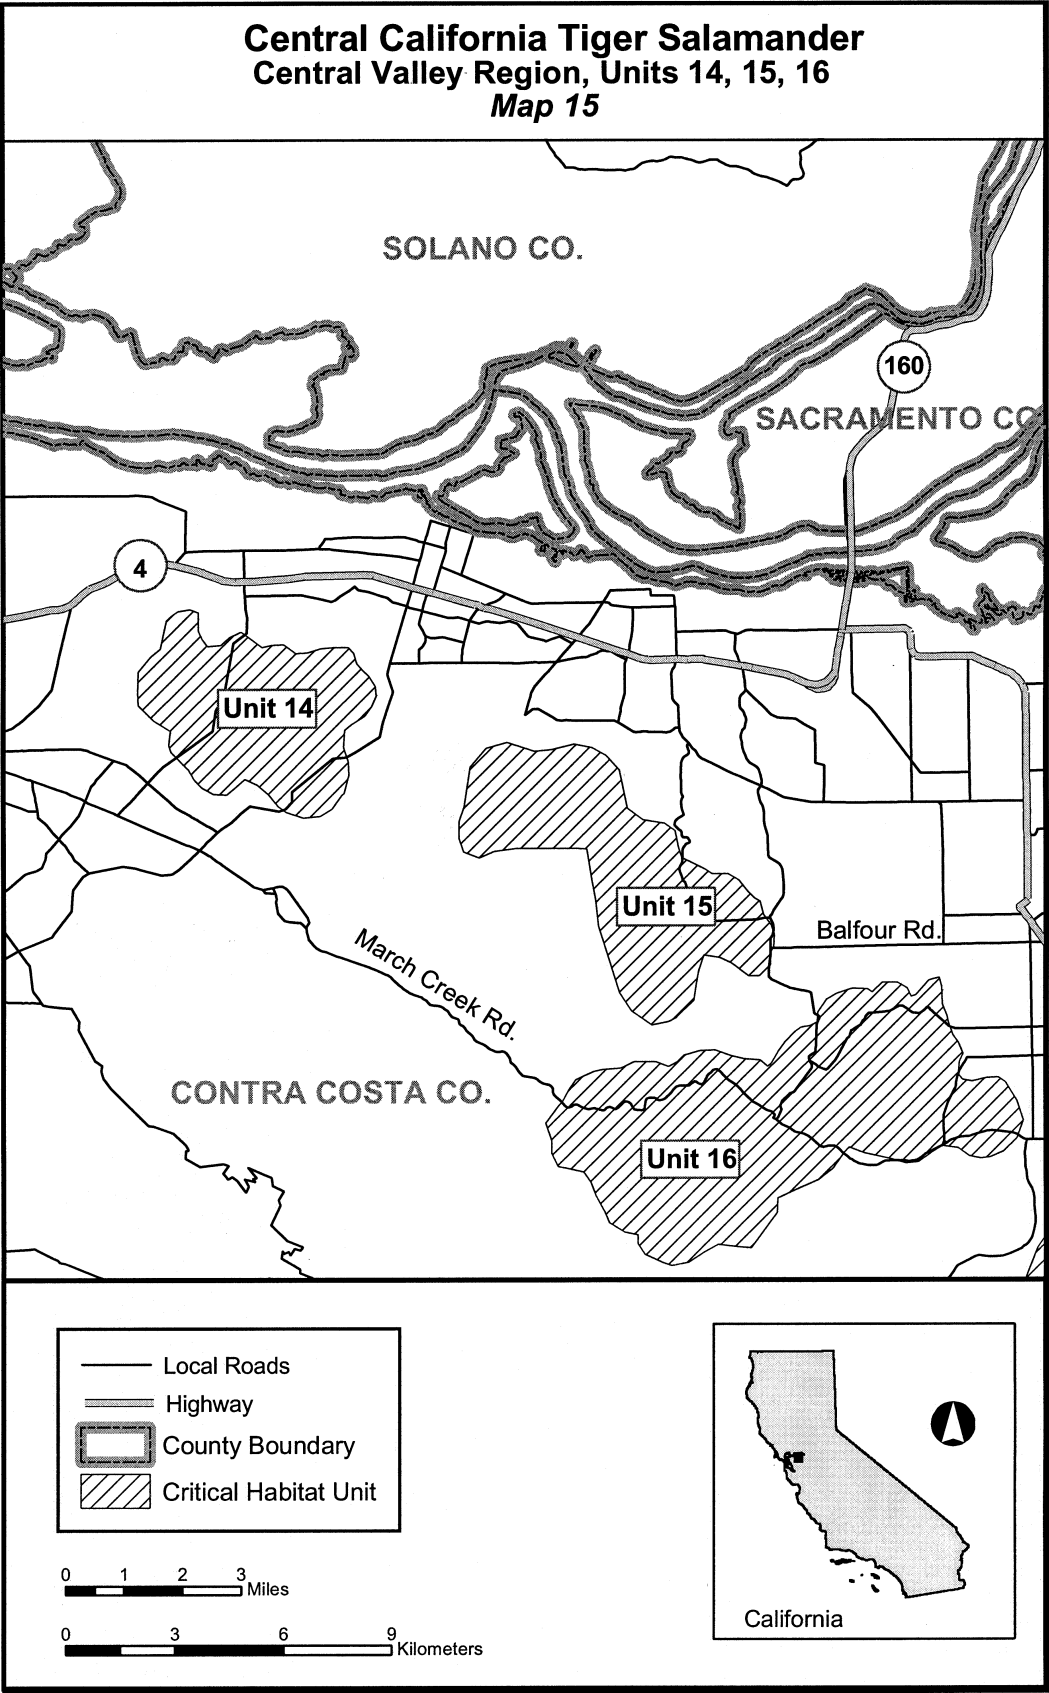 Central California Tiger Salamander
Central Valley Region, Units 14, 15, 16
Map 15
SOLANO CO.
160
SACRAMENTO CO
4
Unit 14
Unit 15
Balfour Rd.
March Creek Rd.
CONTRA COSTA CO.
Unit 16
Local Roads
Highway
County Boundary
Critical Habitat Unit
0 1 2 3
Miles
0 3 6 9
Kilometers
California